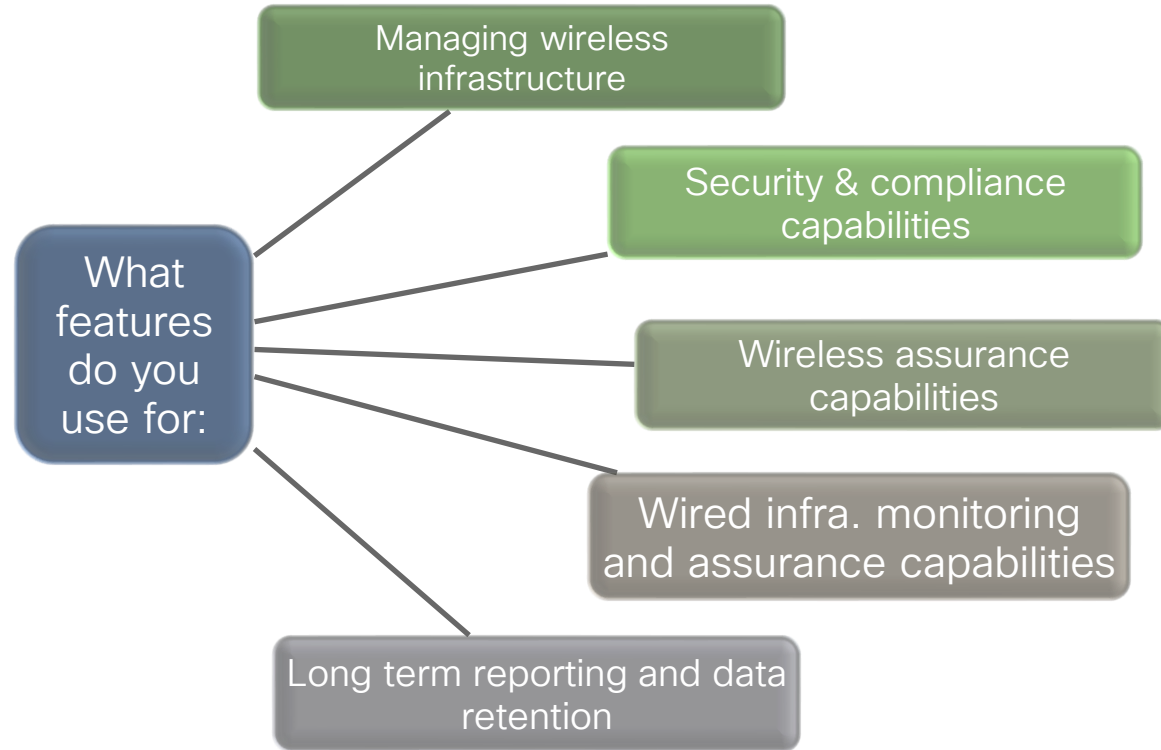 Managing wireless
infrastructure
Security & compliance
capabilities
What
features
do you
use for:
Wireless assurance
capabilities
Wired infra. monitoring
and assurance capabilities
Long term reporting and data
retention